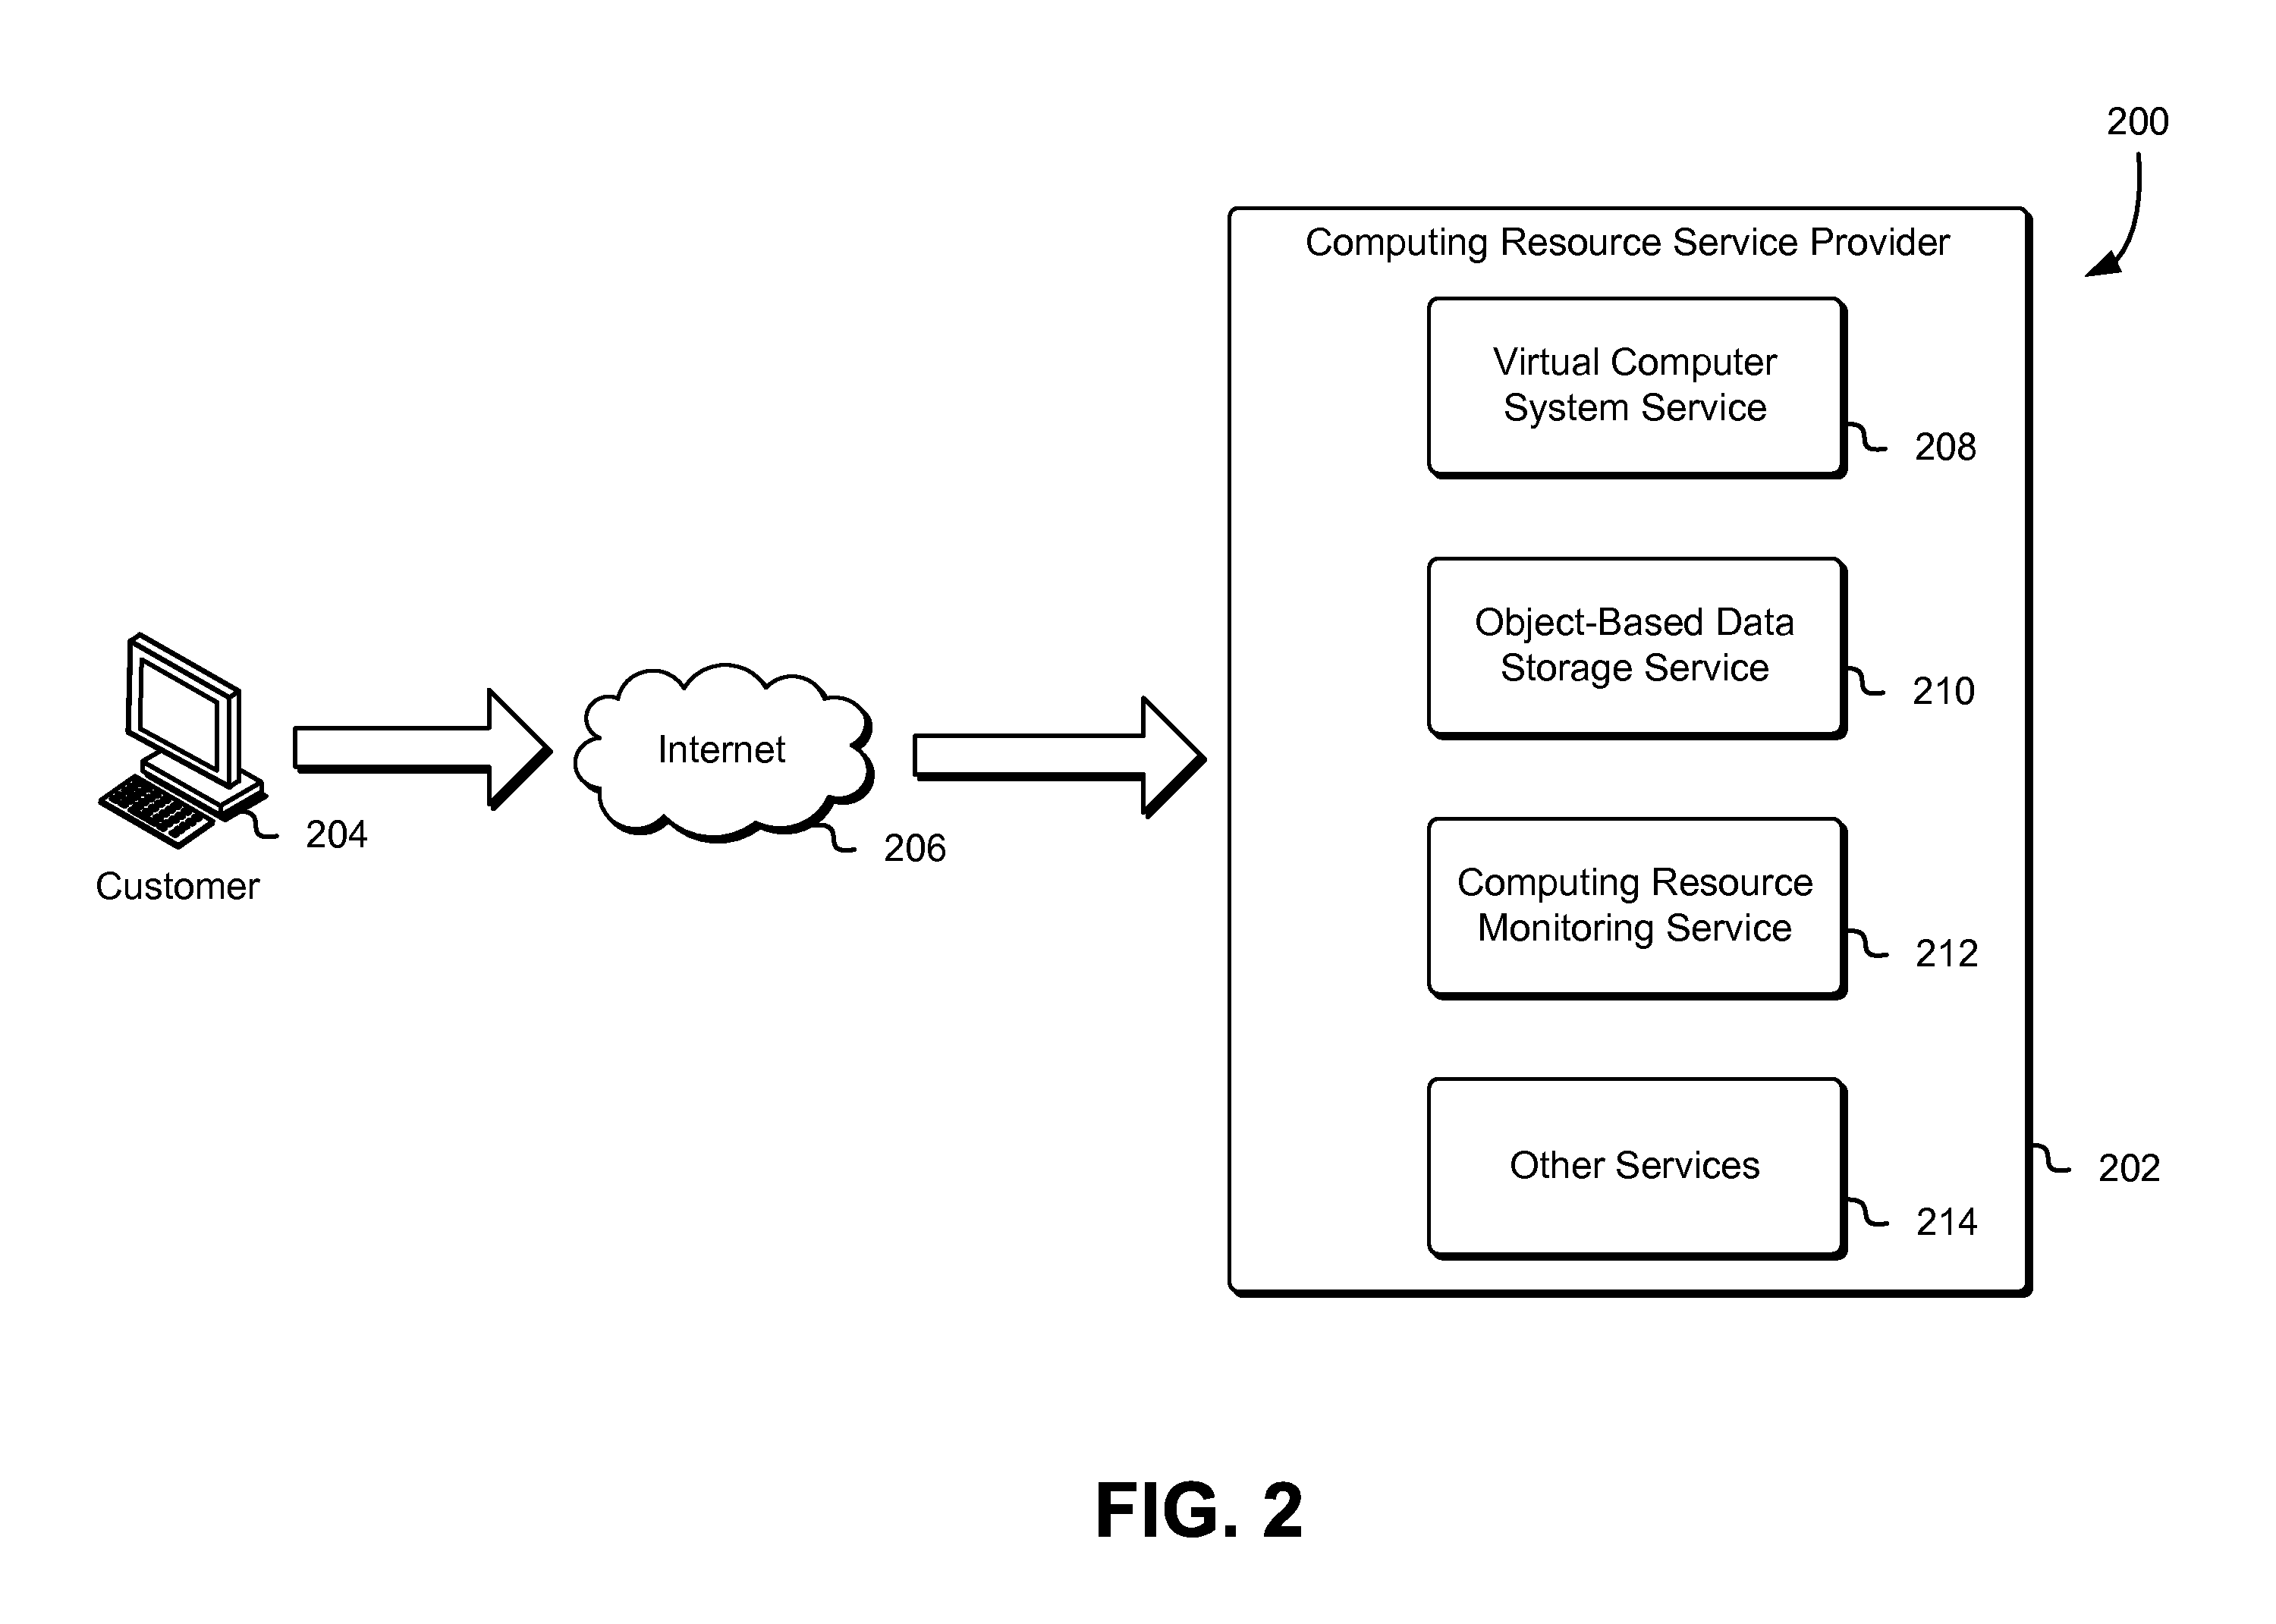 200
Computing Resource Service Provider
Virtual Computer
System Service
208
Object-Based Data
Storage Service
210
Internet
204
206
Customer
Computing Resource
Monitoring Service
212
Other Services
202
214
FIG. 2